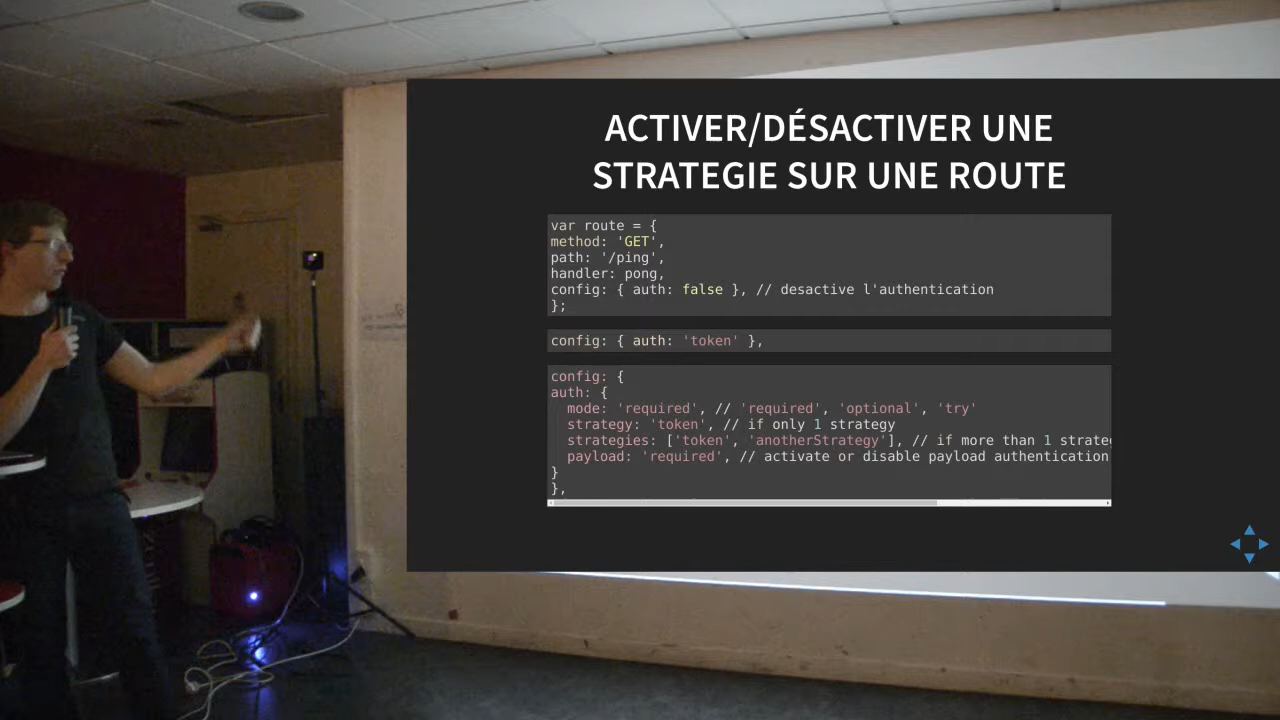 ACTIVER/DÉSACTIVER UNE
STRATEGIE SUR UNE ROUTE
var route = {
method: 'GET',
path: '/ping',
handler: pong,
config: { auth: false }, // desactive l'authentication
};
config: { auth: 'token' },
config: {
auth: {
mode: 'required', // 'required', 'optional', 'try'
strategy: 'token', // if only 1 strategy
strategies: ['token', 'anotherStrategy'], // if more than 1 strate
payload: 'required', // activate or disable payload authentication
}
},